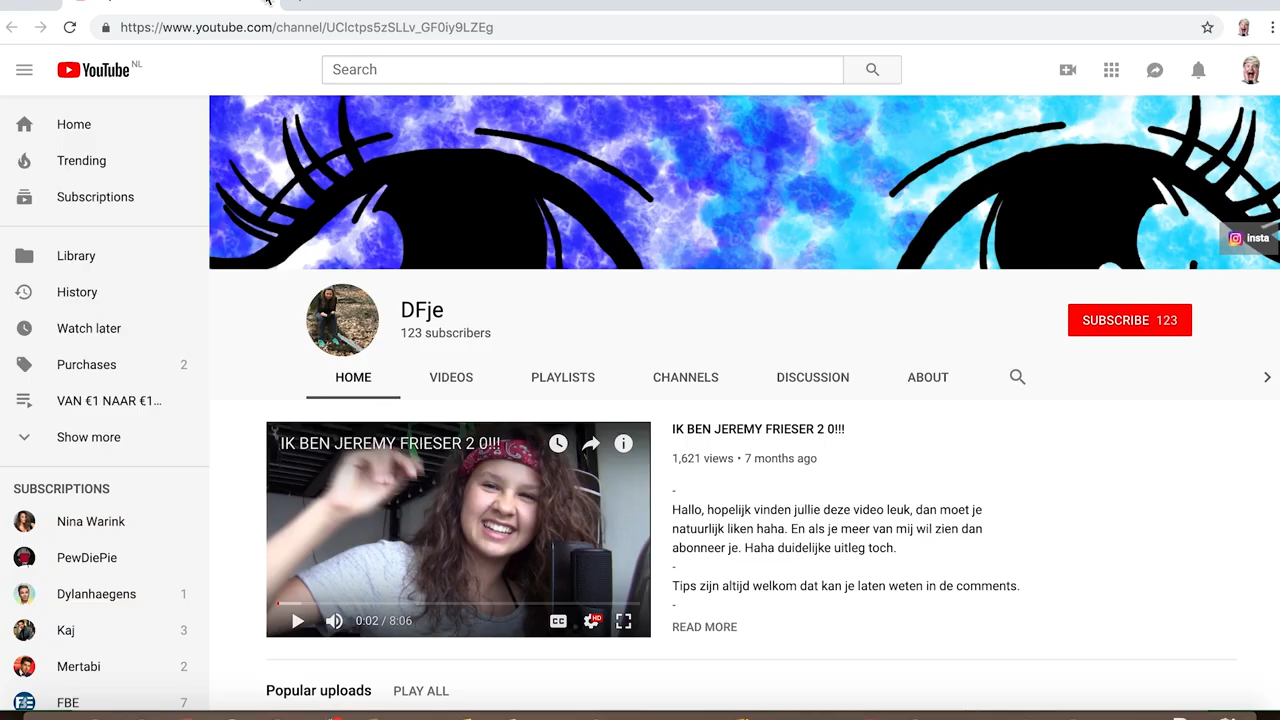 https://www.youtube.com/channel/UClctps5zSLLv_GF0iy9LZEg
YouTube NL
Search
Home
Trending
Subscriptions
Library
History
Watch later
Purchases 2
VAN €1 NAAR €1...
Show more
SUBSCRIPTIONS
Nina Warink
PewDiePie
Dylanhaegens 1
Kaj 3
Mertabi 2
FBE 7
insta
DFje
123 subscribers
SUBSCRIBE 123
HOME VIDEOS PLAYLISTS CHANNELS DISCUSSION ABOUT
IK BEN JEREMY FRIESER 2 0!!!
0:02 / 8:06
CC
HD
IK BEN JEREMY FRIESER 2 0!!!
1,621 views • 7 months ago
-
Hallo, hopelijk vinden jullie deze video leuk, dan moet je
natuurlijk liken haha. En als je meer van mij wil zien dan
abonneer je. Haha duidelijke uitleg toch.
-
Tips zijn altijd welkom dat kan je laten weten in de comments.
-
READ MORE
Popular uploads PLAY ALL